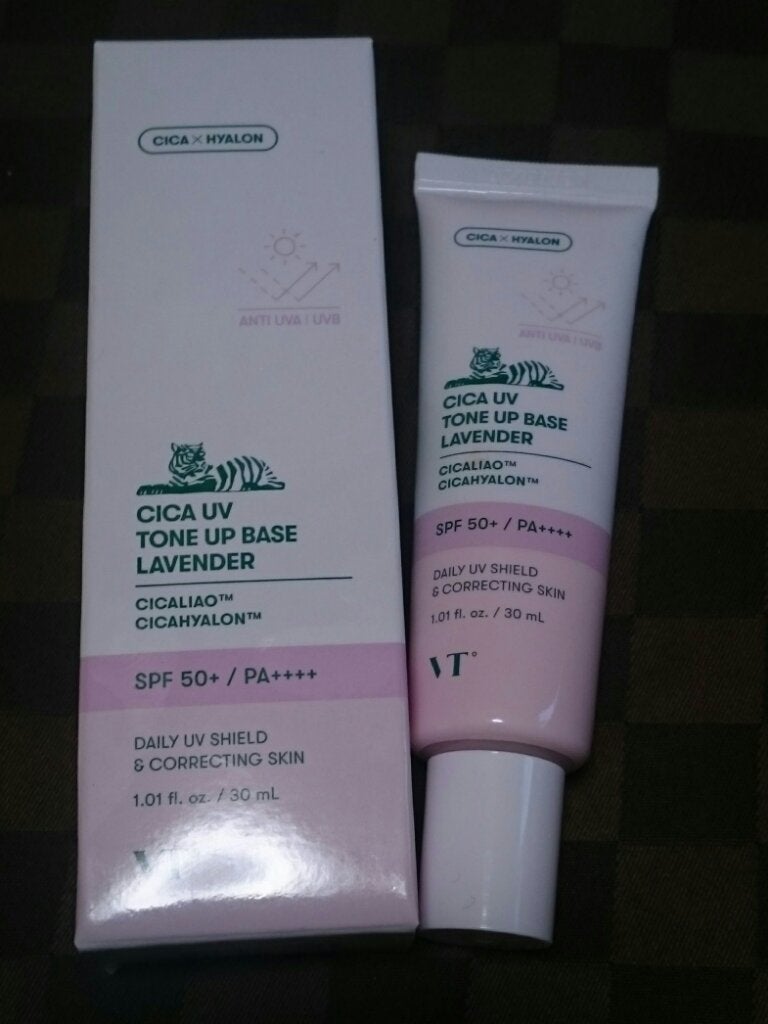 CICA × HYALON
ANTI UVA | UVB
CICA UV
TONE UP BASE
LAVENDER
CICALIAO™
CICAHYALON™
SPF 50+ / PA++++
DAILY UV SHIELD
& CORRECTING SKIN
1.01 fl. oz. / 30 mL
VT
CICA × HYALON
ANTI UVA | UVB
CICA UV
TONE UP BASE
LAVENDER
CICALIAO™
CICAHYALON™
SPF 50+ / PA++++
DAILY UV SHIELD
& CORRECTING SKIN
1.01 fl. oz. / 30 mL
VT°